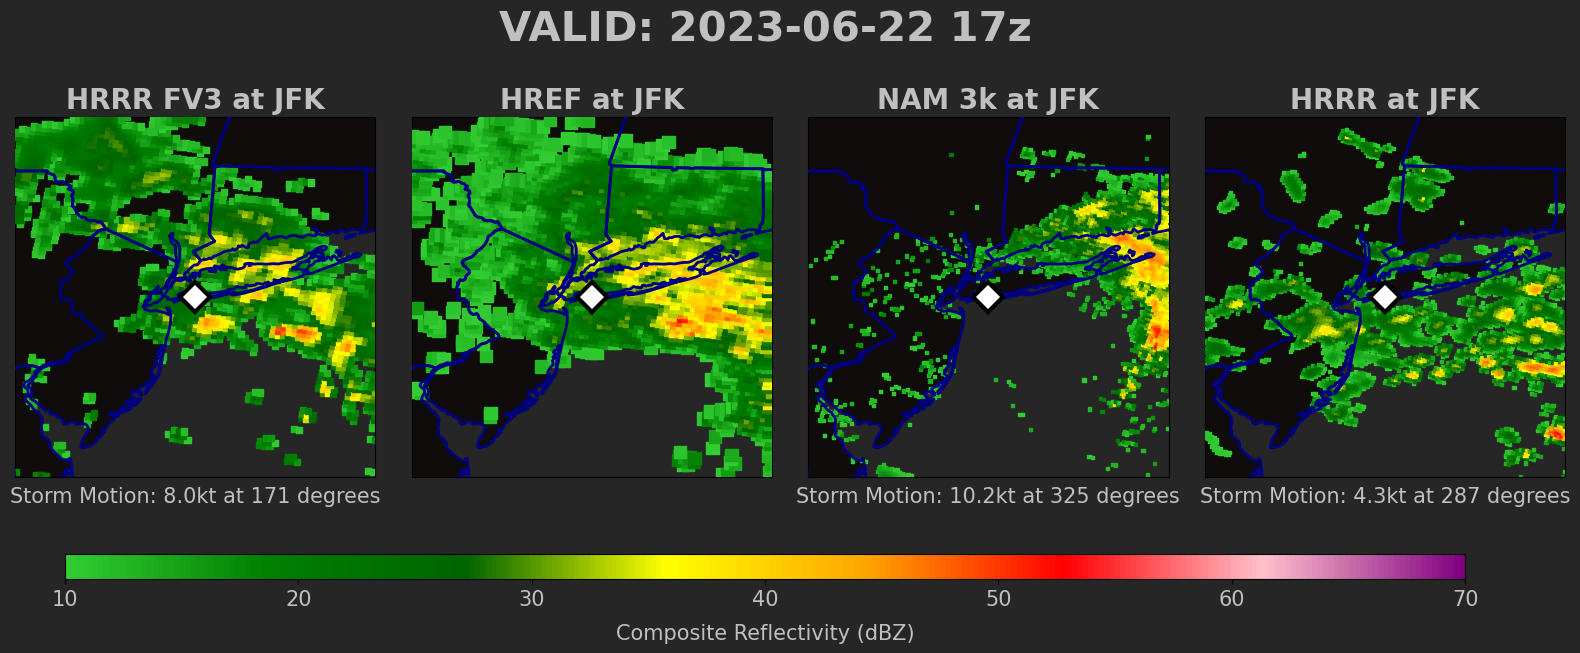 VALID: 2023-06-22 17z
HRRR FV3 at JFK
HREF at JFK
NAM 3k at JFK
HRRR at JFK
Storm Motion: 8.0kt at 171 degrees
Storm Motion: 10.2kt at 325 degrees
Storm Motion: 4.3kt at 287 degrees
10 20 30 40 50 60 70
Composite Reflectivity (dBZ)